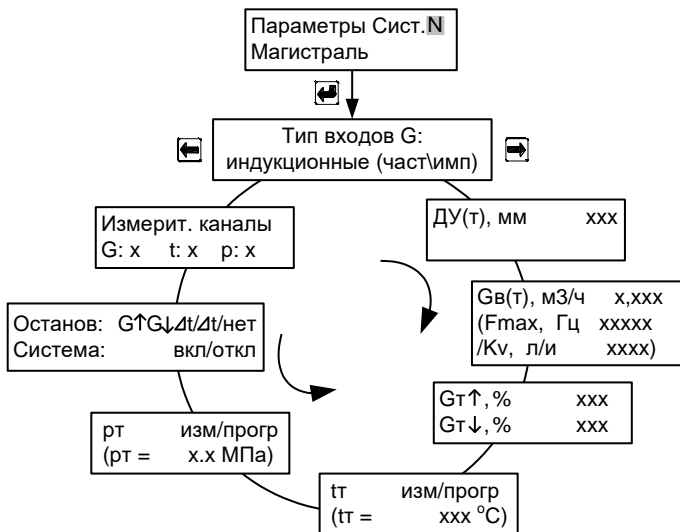 Параметры Сист.N
Магистраль
Тип входов G:
индукционные (част\имп)
ДУ(т), мм xxx
Gв(т), м3/ч x,xxx
(Fmax, Гц xxxxx
/Kv, л/и xxxx)
Gт↑,% xxx
Gт↓,% xxx
tт изм/прогр
(tт = xxx °C)
pт изм/прогр
(pт = x.x МПа)
Останов: G↑G↓⊿t/⊿t/нет
Система: вкл/откл
Измерит. каналы
G: x t: x p: x